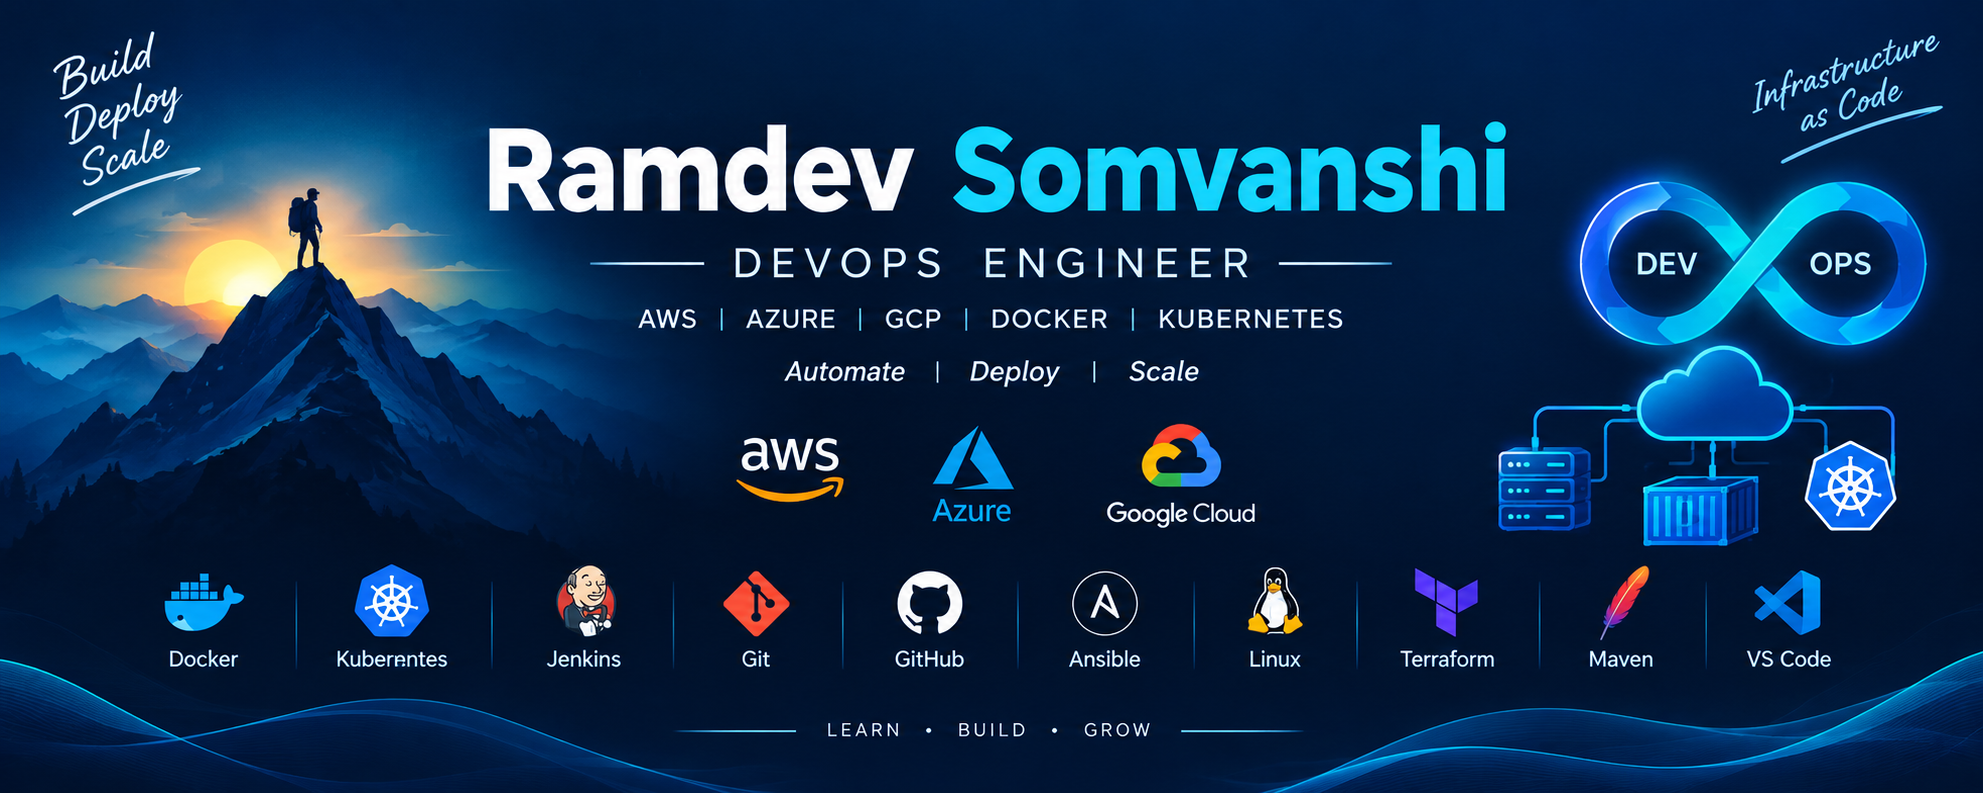 Build
Deploy
Scale
Infrastructure
as Code
Ramdev Somvanshi
DEVOPS ENGINEER
AWS | AZURE | GCP | DOCKER | KUBERNETES
Automate | Deploy | Scale
DEV OPS
aws
Azure
Google Cloud
Docker
Kuberntes
Jenkins
Git
GitHub
Ansible
Linux
Terraform
Maven
VS Code
LEARN • BUILD • GROW